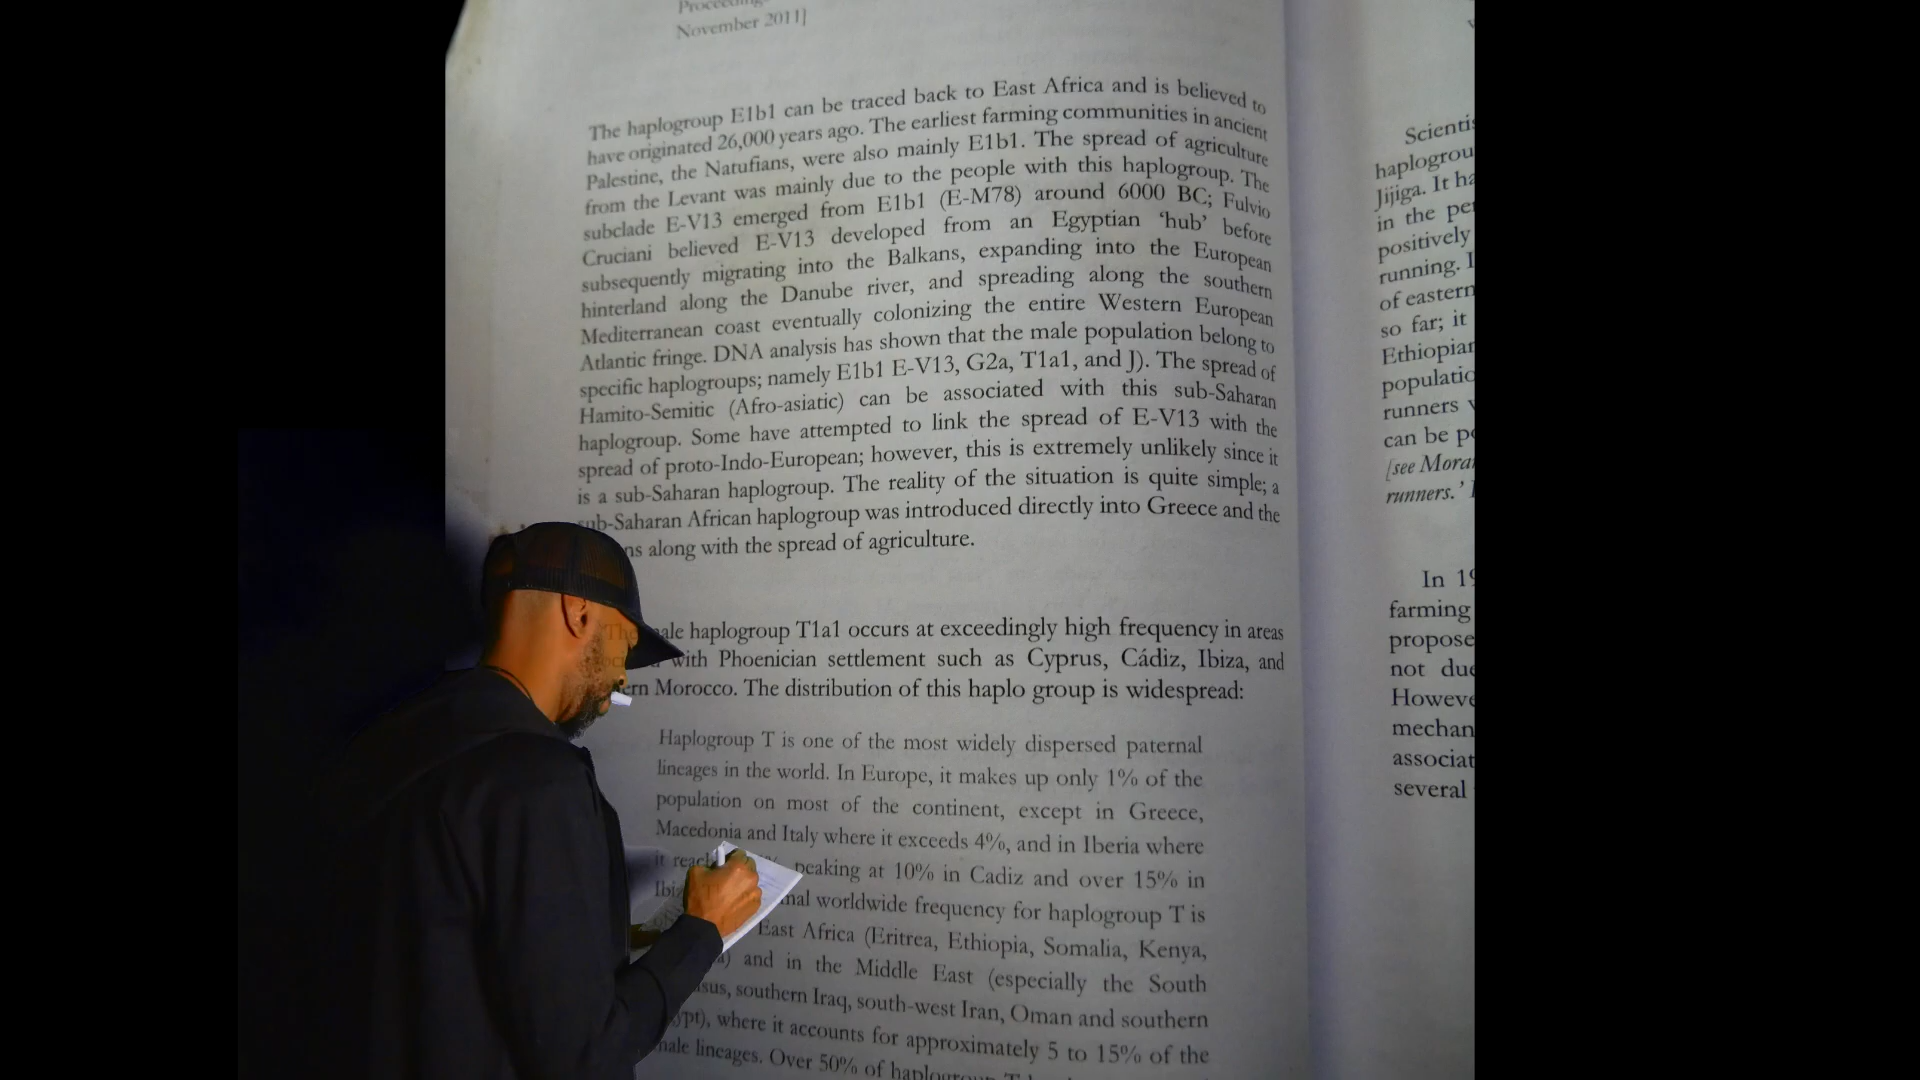 Proceeding
November 2011]
The haplogroup E1b1 can be traced back to East Africa and is believed to
have originated 26,000 years ago. The earliest farming communities in ancient
Palestine, the Natufians, were also mainly E1b1. The spread of agriculture
from the Levant was mainly due to the people with this haplogroup. The
subclade E-V13 emerged from E1b1 (E-M78) around 6000 BC; Fulvio
Cruciani believed E-V13 developed from an Egyptian ‘hub’ before
subsequently migrating into the Balkans, expanding into the European
hinterland along the Danube river, and spreading along the southern
Mediterranean coast eventually colonizing the entire Western European
Atlantic fringe. DNA analysis has shown that the male population belong to
specific haplogroups; namely E1b1 E-V13, G2a, T1a1, and J). The spread of
Hamito-Semitic (Afro-asiatic) can be associated with this sub-Saharan
haplogroup. Some have attempted to link the spread of E-V13 with the
spread of proto-Indo-European; however, this is extremely unlikely since it
is a sub-Saharan haplogroup. The reality of the situation is quite simple; a
sub-Saharan African haplogroup was introduced directly into Greece and the
ns along with the spread of agriculture.
The male haplogroup T1a1 occurs at exceedingly high frequency in areas
with Phoenician settlement such as Cyprus, Cádiz, Ibiza, and
ern Morocco. The distribution of this haplo group is widespread:
Haplogroup T is one of the most widely dispersed paternal
lineages in the world. In Europe, it makes up only 1% of the
population on most of the continent, except in Greece,
Macedonia and Italy where it exceeds 4%, and in Iberia where
it reac peaking at 10% in Cadiz and over 15% in
Ibi mal worldwide frequency for haplogroup T is
East Africa (Eritrea, Ethiopia, Somalia, Kenya,
and in the Middle East (especially the South
sus, southern Iraq, south-west Iran, Oman and southern
ypt), where it accounts for approximately 5 to 15% of the
male lineages. Over 50% of haplogroup T
Scientis
haplogrou
Jijiga. It ha
in the per
positively
running. I
of eastern
so far; it
Ethiopian
populatio
runners
can be po
[see Mora
runners.’
In 19
farming
propose
not due
Howeve
mechan
associat
several